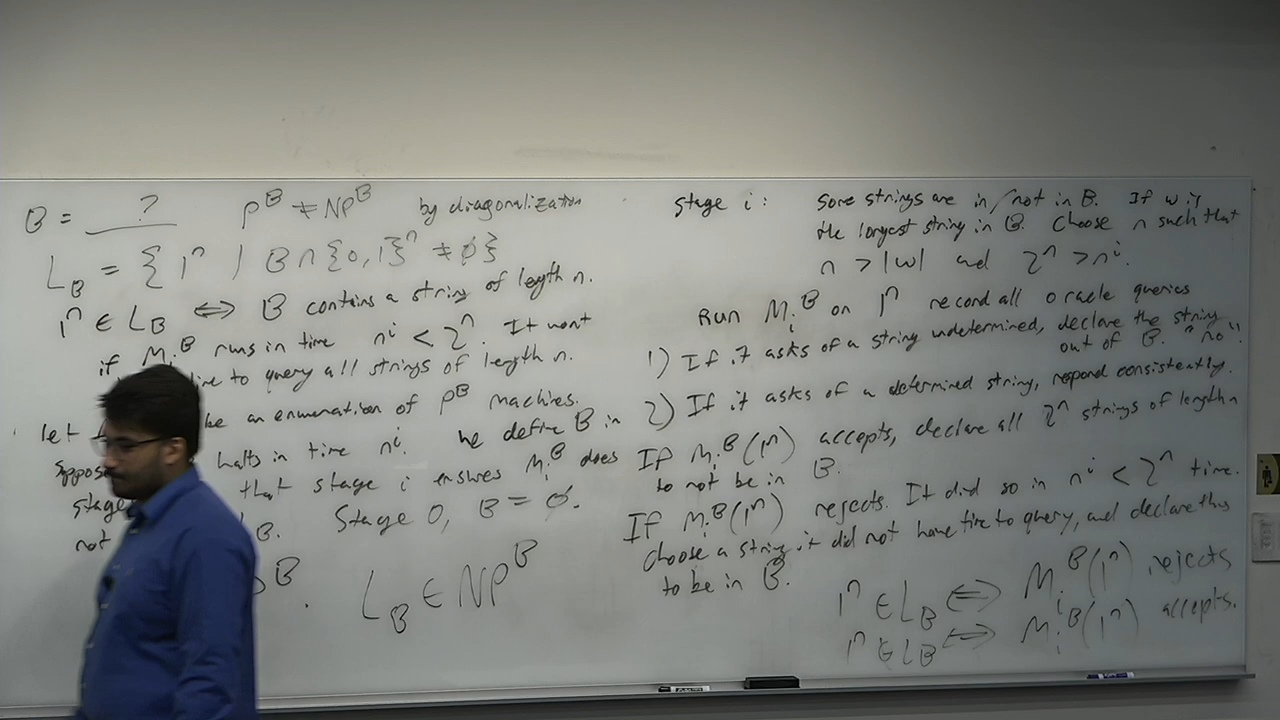 B = ?   P^B ≠ NP^B by diagonalization
L_B = { 1^n | B ∩ {0,1}^n ≠ ∅ }
1^n ∈ L_B ⟺ B contains a string of length n.
if M_i^B runs in time n^i < 2^n. It wont
to query all strings of length n.
let be an enumeration of P^B machines.
halts in time n^i. We define B in
stage that stage i ensures M_i^B does
not L_B. Stage 0, B = ∅.
P^B. L_B ∈ NP^B
stage i: Some strings are in/not in B. If w is
the longest string in B. Choose n such that
n > |w| and 2^n > n^i.
Run M_i^B on 1^n record all oracle queries
1) If it asks of a string undetermined, declare the string
out of B. "no".
2) If it asks of a determined string, respond consistently.
If M_i^B(1^n) accepts, declare all 2^n strings of length n
to not be in B.
If M_i^B(1^n) rejects. It did so in n^i < 2^n time.
Choose a string it did not have time to query, and declare this
to be in B.
1^n ∈ L_B ⟺ M_i^B(1^n) rejects
1^n ∉ L_B ⟺ M_i^B(1^n) accepts.